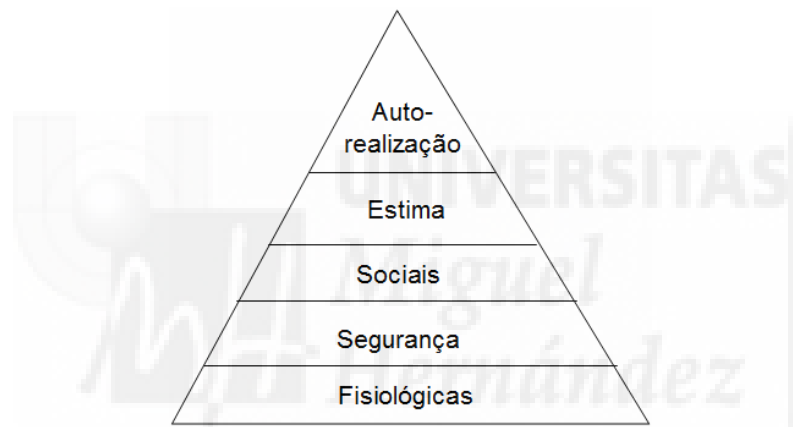 Auto-
realização
Estima
Sociais
Segurança
Fisiológicas
UNIVERSITAS
Miguel
Hernández